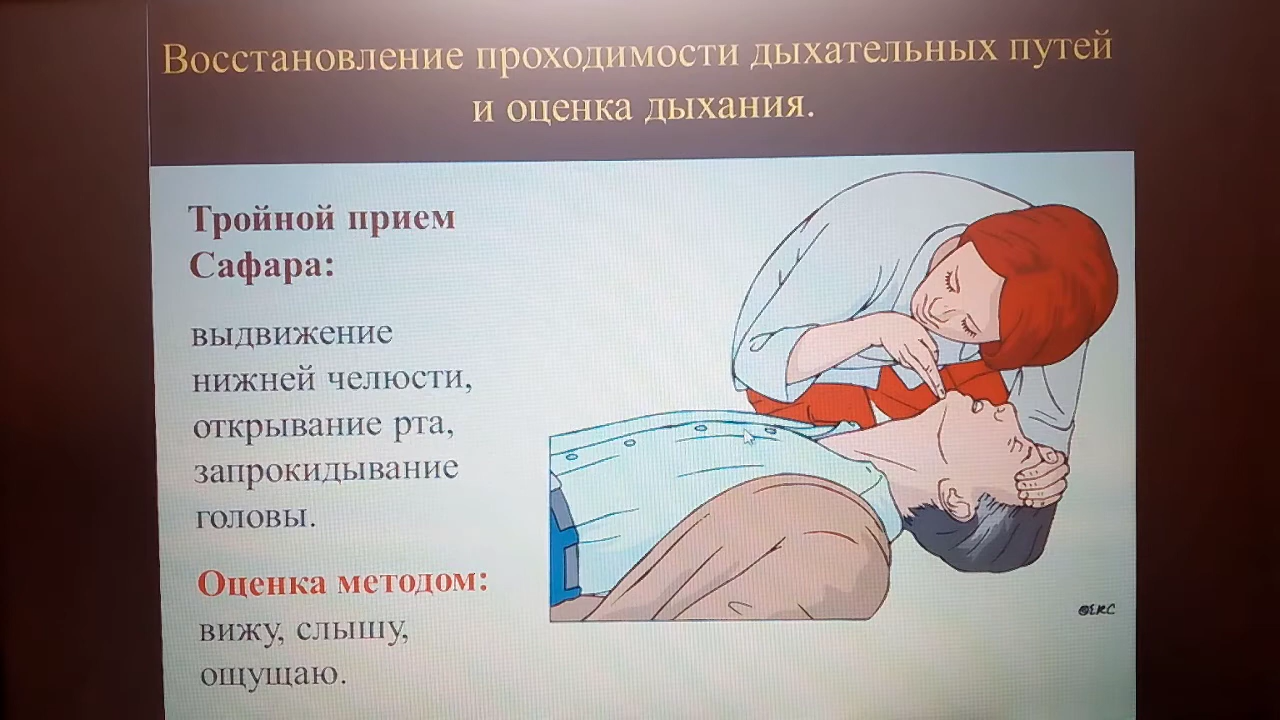 Восстановление проходимости дыхательных путей
и оценка дыхания.
Тройной прием
Сафара:
выдвижение
нижней челюсти,
открывание рта,
запрокидывание
головы.
Оценка методом:
вижу, слышу,
ощущаю.
©ERC